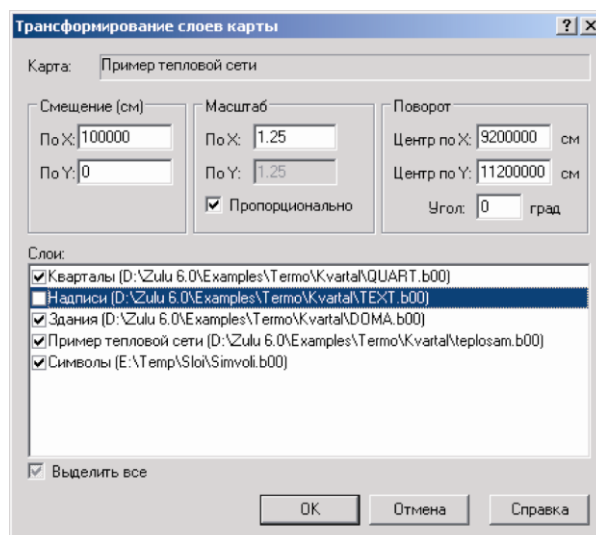 Трансформирование слоев карты
Карта: Пример тепловой сети
Смещение (см)
По X: 100000
По Y: 0
Масштаб
По X: 1.25
По Y: 1.25
Пропорционально
Поворот
Центр по X: 9200000 см
Центр по Y: 11200000 см
Угол: 0 град
Слои:
Кварталы (D:\Zulu 6.0\Examples\Termo\Kvartal\QUART.b00)
Надписи (D:\Zulu 6.0\Examples\Termo\Kvartal\TEXT.b00)
Здания (D:\Zulu 6.0\Examples\Termo\Kvartal\DOMA.b00)
Пример тепловой сети (D:\Zulu 6.0\Examples\Termo\Kvartal\teplosam.b00)
Символы (E:\Temp\Sloi\Simvoli.b00)
Выделить все
OK Отмена Справка